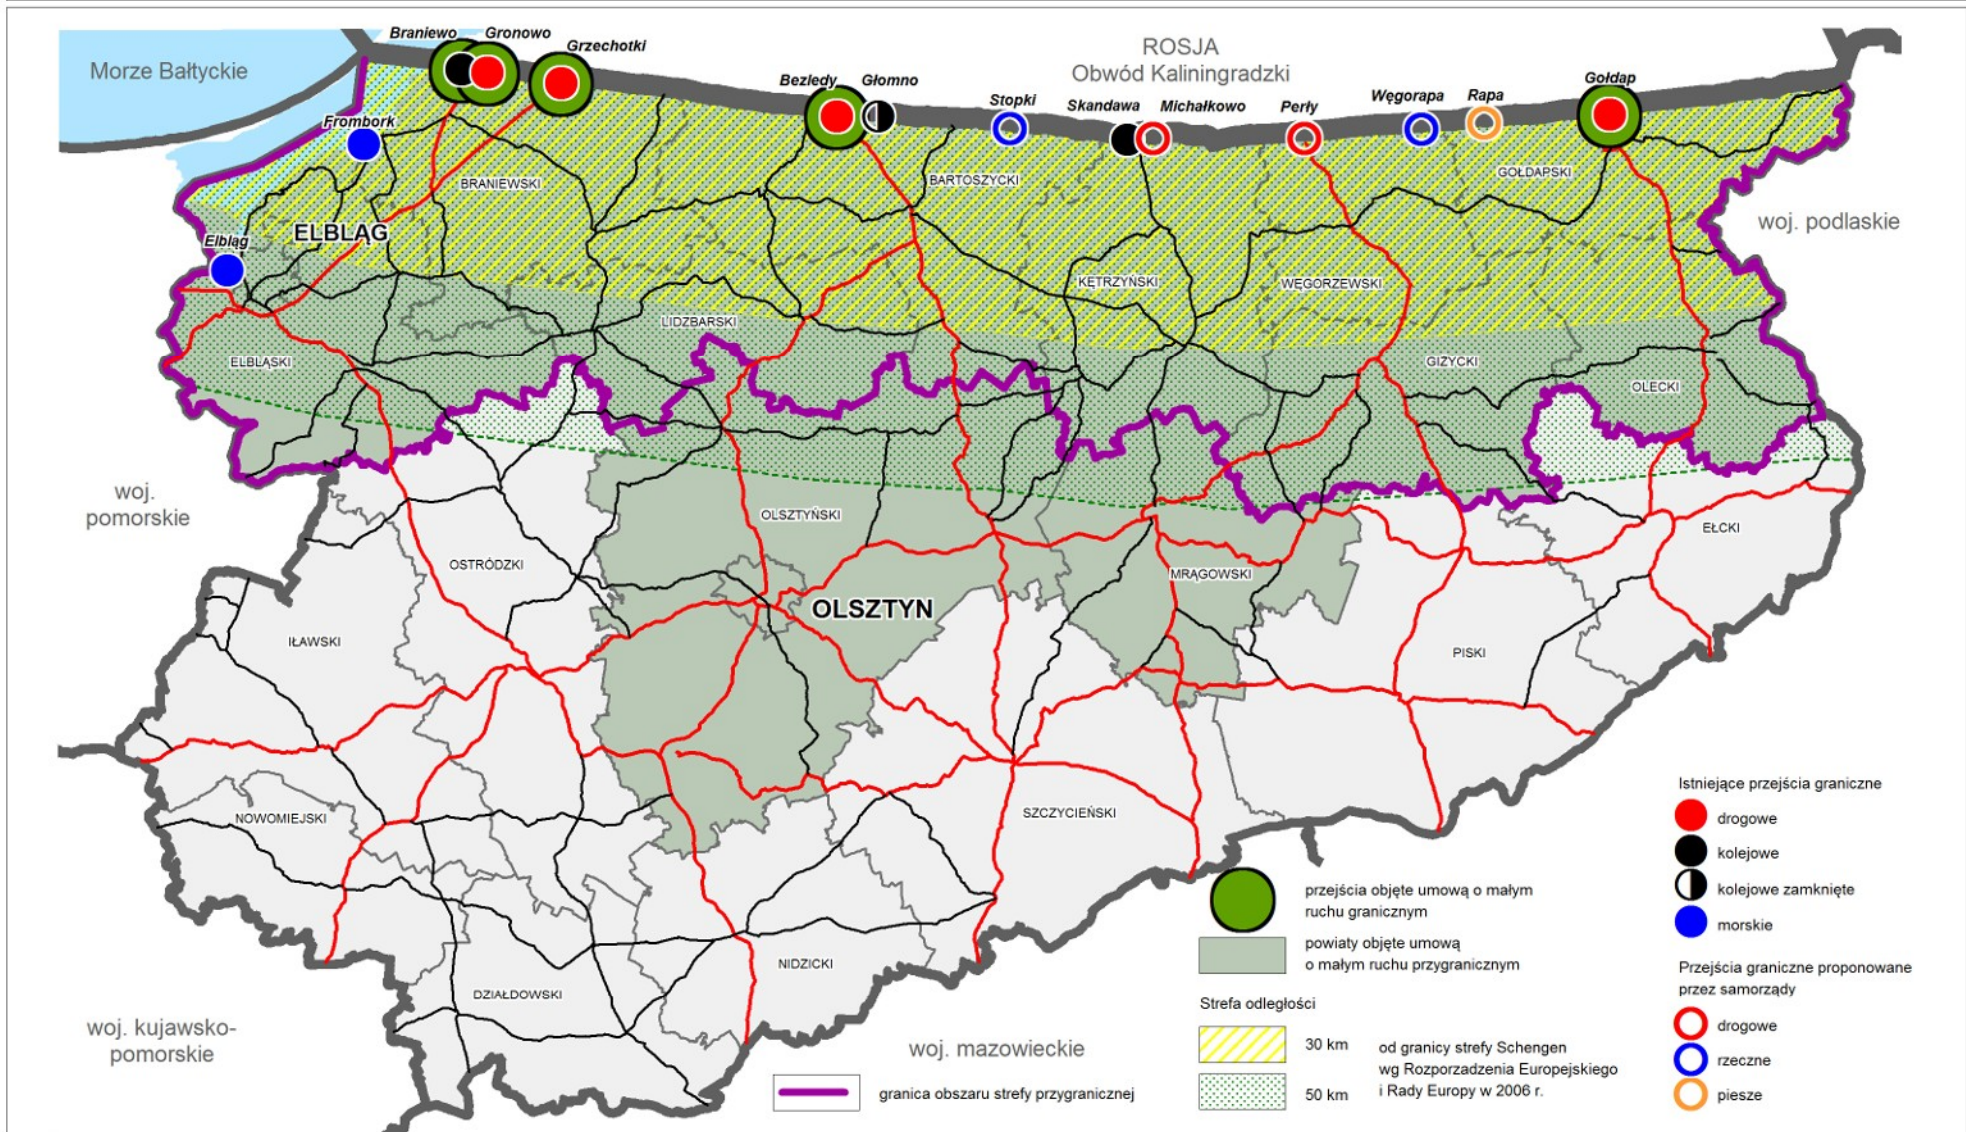 Braniewo
Gronowo
Grzechotki
ROSJA
Obwód Kaliningradzki
Morze Bałtyckie
Bezledy
Głomno
Gołdap
Stopki
Skandawa
Michałkowo
Perły
Węgorapa
Rapa
Frombork
BRANIEWSKI
BARTOSZYCKI
GOŁDAPSKI
woj. podlaskie
ELBLĄG
Elbląg
KĘTRZYŃSKI
WĘGORZEWSKI
LIDZBARSKI
ELBLĄSKI
GIŻYCKI
OLECKI
woj.
pomorskie
OLSZTYŃSKI
EŁCKI
OSTRÓDZKI
MRĄGOWSKI
OLSZTYN
IŁAWSKI
PISKI
NOWOMIEJSKI
SZCZYCIEŃSKI
NIDZICKI
DZIAŁDOWSKI
woj. kujawsko-
pomorskie
woj. mazowieckie
granica obszaru strefy przygranicznej
przejścia objęte umową o małym
ruchu granicznym
powiaty objęte umową
o małym ruchu przygranicznym
Strefa odległości
30 km
50 km
od granicy strefy Schengen
wg Rozporzadzenia Europejskiego
i Rady Europy w 2006 r.
Istniejące przejścia graniczne
drogowe
kolejowe
kolejowe zamknięte
morskie
Przejścia graniczne proponowane
przez samorządy
drogowe
rzeczne
piesze